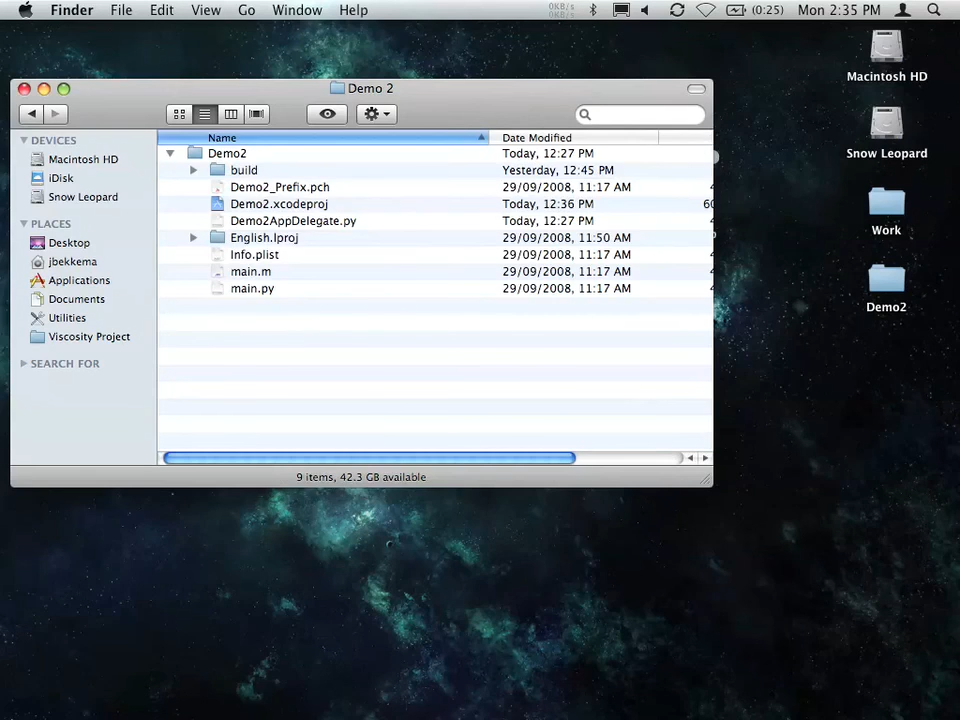 Finder File Edit View Go Window Help 0KB/s 0KB/s (0:25) Mon 2:35 PM
Macintosh HD
Snow Leopard
Work
Demo2
Demo 2
Name Date Modified
DEVICES
Macintosh HD
iDisk
Snow Leopard
PLACES
Desktop
jbekkema
Applications
Documents
Utilities
Viscosity Project
SEARCH FOR
Demo2 Today, 12:27 PM
build Yesterday, 12:45 PM
Demo2_Prefix.pch 29/09/2008, 11:17 AM
Demo2.xcodeproj Today, 12:36 PM
Demo2AppDelegate.py Today, 12:27 PM
English.lproj 29/09/2008, 11:50 AM
Info.plist 29/09/2008, 11:17 AM
main.m 29/09/2008, 11:17 AM
main.py 29/09/2008, 11:17 AM
9 items, 42.3 GB available